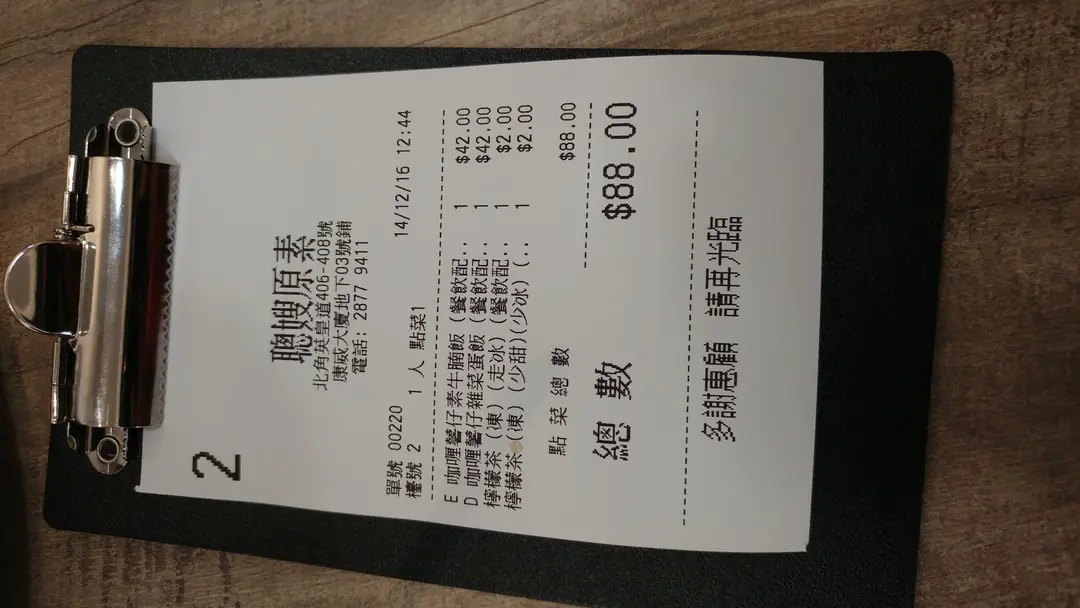 2
聰嫂原素
北角英皇道406-408號
康威大廈地下03號鋪
電話: 2877 9411
單號 00220 14/12/16 12:44
檯號 2 1 人 點菜1
E 咖喱薯仔素牛腩飯 (餐飲配.. 1 $42.00
D 咖喱薯仔雜菜蛋飯 (餐飲配.. 1 $42.00
檸檬茶 (凍) (走冰) (餐飲配.. 1 $2.00
檸檬茶 (凍) (少甜)(少冰) (.. 1 $2.00
點 菜 總 數 $88.00
總 數 $88.00
多謝惠顧 請再光臨